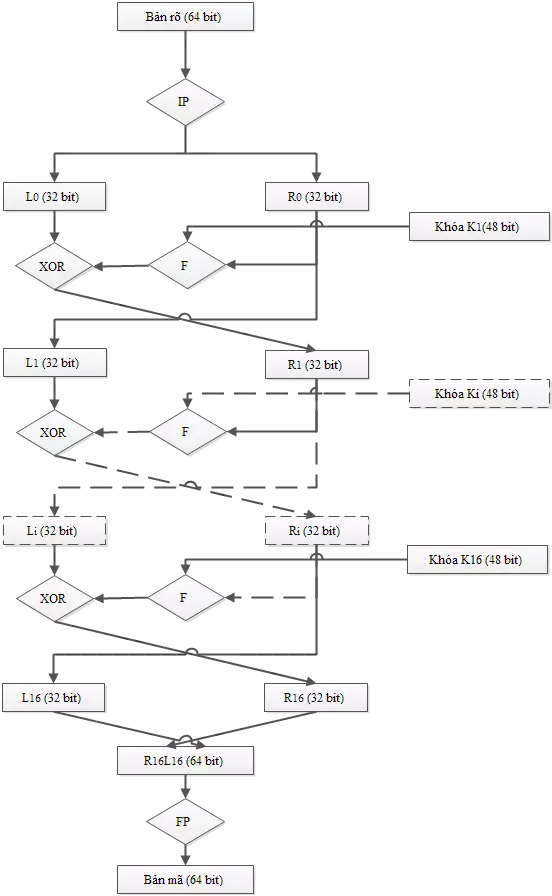 Bản rõ (64 bit)
IP
L0 (32 bit)
R0 (32 bit)
Khóa K1(48 bit)
XOR
F
L1 (32 bit)
R1 (32 bit)
Khóa Ki (48 bit)
XOR
F
Li (32 bit)
Ri (32 bit)
Khóa K16 (48 bit)
XOR
F
L16 (32 bit)
R16 (32 bit)
R16L16 (64 bit)
FP
Bản mã (64 bit)